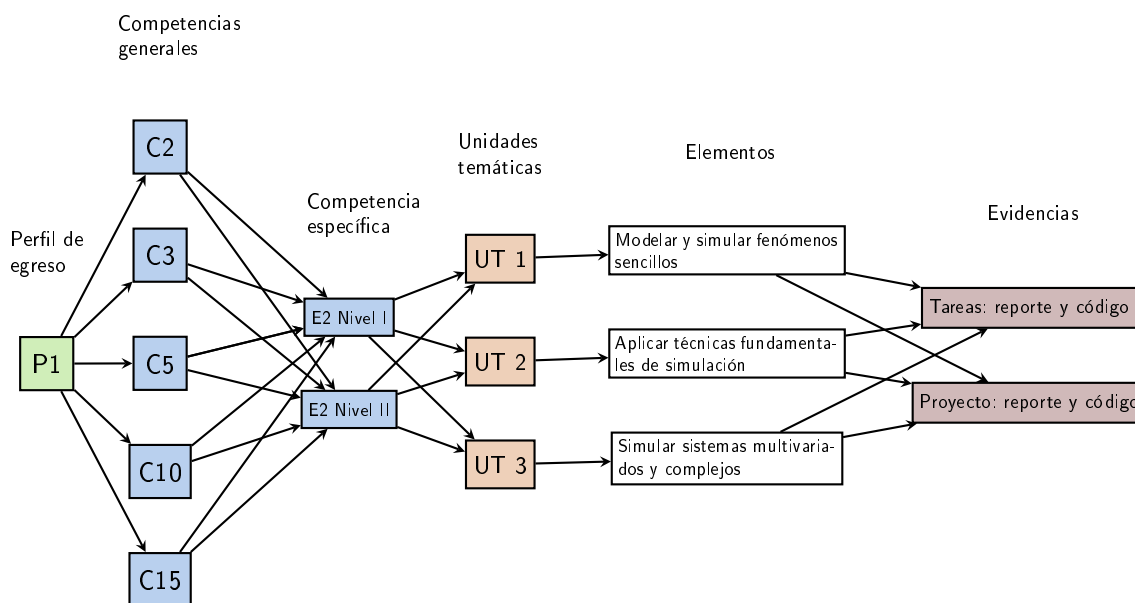 Competencias
generales
C2
Unidades
temáticas
Elementos
Competencia
específica
Evidencias
Perfil de
egreso
C3
UT 1
Modelar y simular fenómenos
sencillos
E2 Nivel I
Tareas: reporte y código
P1
C5
UT 2
Aplicar técnicas fundamenta-
les de simulación
E2 Nivel II
Proyecto: reporte y código
C10
UT 3
Simular sistemas multivaria-
dos y complejos
C15